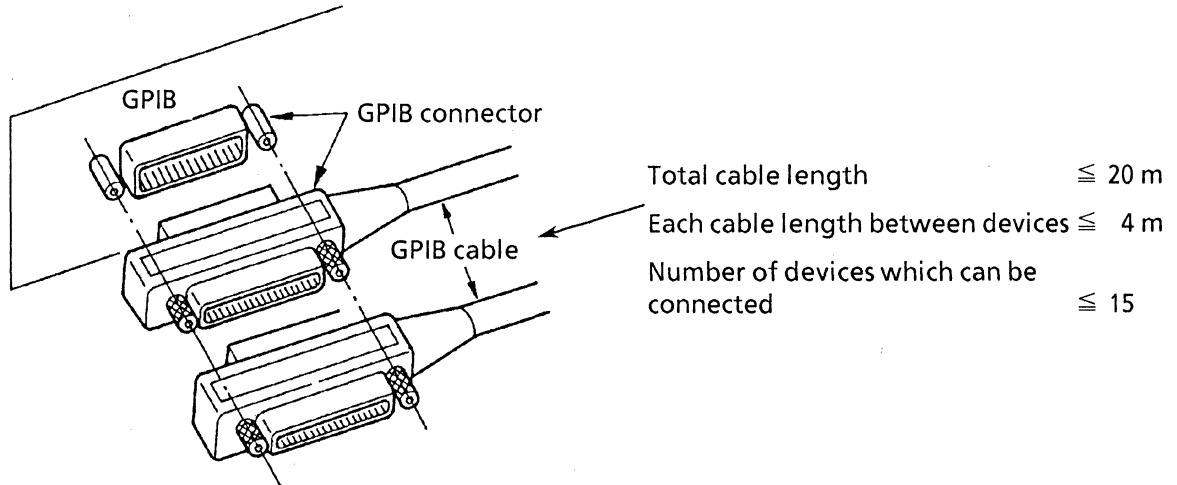 GPIB
GPIB connector
GPIB cable
Total cable length ≦ 20 m
Each cable length between devices ≦ 4 m
Number of devices which can be
connected ≦ 15